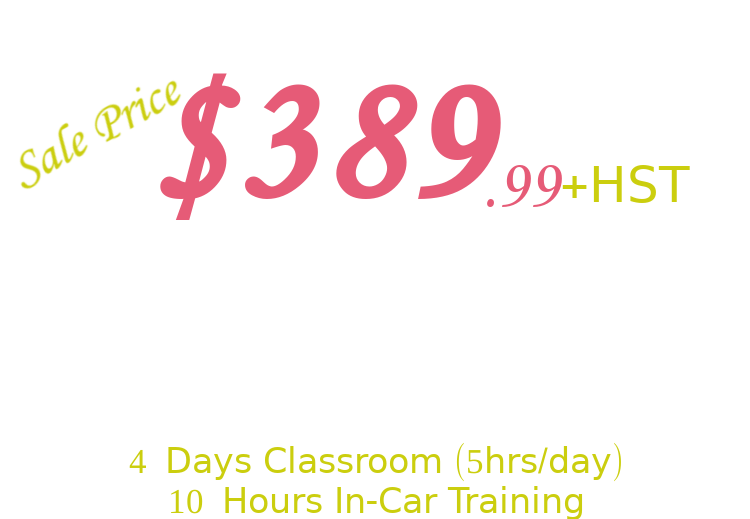 Sale Price
$389.99+HST
4 Days Classroom (5hrs/day)
10 Hours In-Car Training